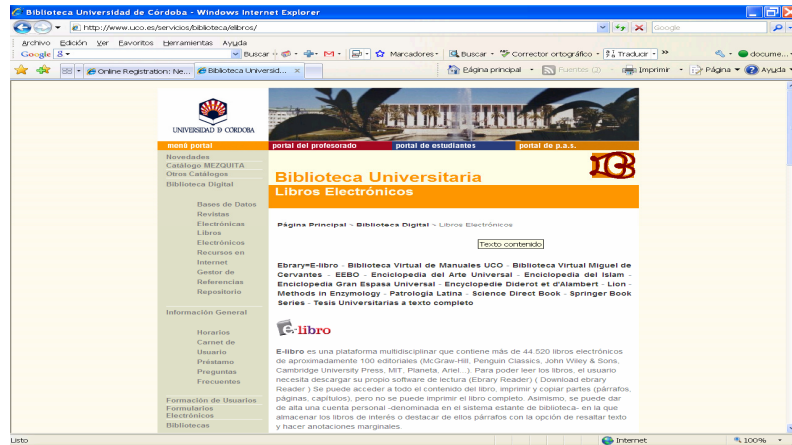 Biblioteca Universidad de Córdoba - Windows Internet Explorer
http://www.uco.es/servicios/biblioteca/elibros/
Google
Archivo Edición Ver Favoritos Herramientas Ayuda
Google Buscar Marcadores Buscar Corrector ortográfico Traducir docume...
Online Registration: Ne... Biblioteca Universid... Página principal Fuentes (2) Imprimir Página Ayuda
UNIVERSIDAD D CORDOBA
menú portal portal del profesorado portal de estudiantes portal de p.a.s.
Novedades
Catálogo MEZQUITA
Otros Catálogos
Biblioteca Digital
Bases de Datos
Revistas
Electrónicas
Libros
Electrónicos
Recursos en
Internet
Gestor de
Referencias
Repositorio
Información General
Horarios
Carnet de
Usuario
Préstamo
Preguntas
Frecuentes
Formación de Usuarios
Formularios
Electrónicos
Bibliotecas
Biblioteca Universitaria
Libros Electrónicos
Página Principal - Biblioteca Digital - Libros Electrónicos
Texto contenido
Ebrary=E-libro - Biblioteca Virtual de Manuales UCO - Biblioteca Virtual Miguel de
Cervantes - EEBO - Enciclopedia del Arte Universal - Enciclopedia del Islam -
Enciclopedia Gran Espasa Universal - Encyclopedie Diderot et d'Alambert - Lion -
Methods in Enzymology - Patrologia Latina - Science Direct Book - Springer Book
Series - Tesis Universitarias a texto completo
e-libro
E-libro es una plataforma multidisciplinar que contiene más de 44.520 libros electrónicos
de aproximadamente 100 editoriales (McGraw-Hill, Penguin Classics, John Wiley & Sons,
Cambridge University Press, MIT, Planeta, Ariel...). Para poder leer los libros, el usuario
necesita descargar su propio software de lectura (Ebrary Reader) ( Download ebrary
Reader ) Se puede acceder a todo el contenido del libro, imprimir y copiar partes (párrafos,
páginas, capítulos), pero no se puede imprimir el libro completo. Asimismo, se puede dar
de alta una cuenta personal -denominada en el sistema estante de biblioteca- en la que
almacenar los libros de interés o destacar de ellos párrafos con la opción de resaltar texto
y hacer anotaciones marginales.
Listo Internet 100%